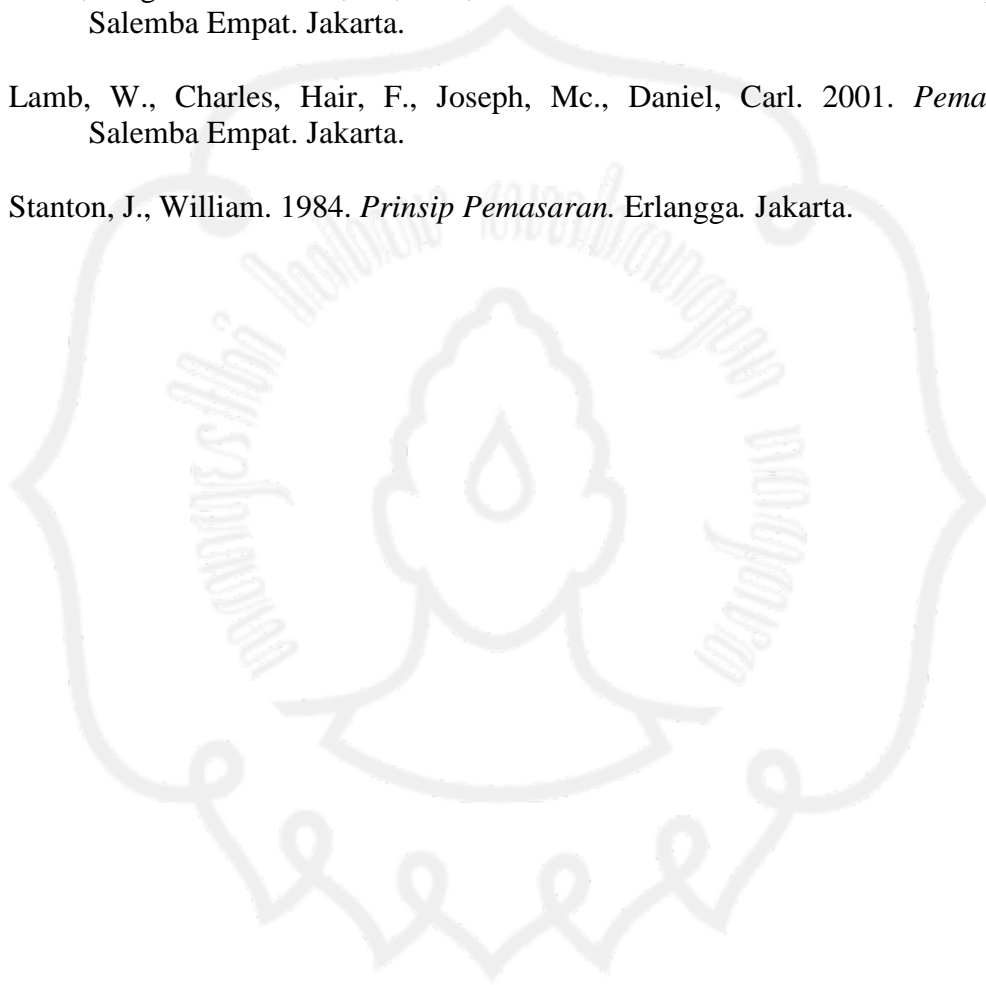 Salemba Empat. Jakarta.
Lamb, W., Charles, Hair, F., Joseph, Mc., Daniel, Carl. 2001. Pema
Salemba Empat. Jakarta.
Stanton, J., William. 1984. Prinsip Pemasaran. Erlangga. Jakarta.